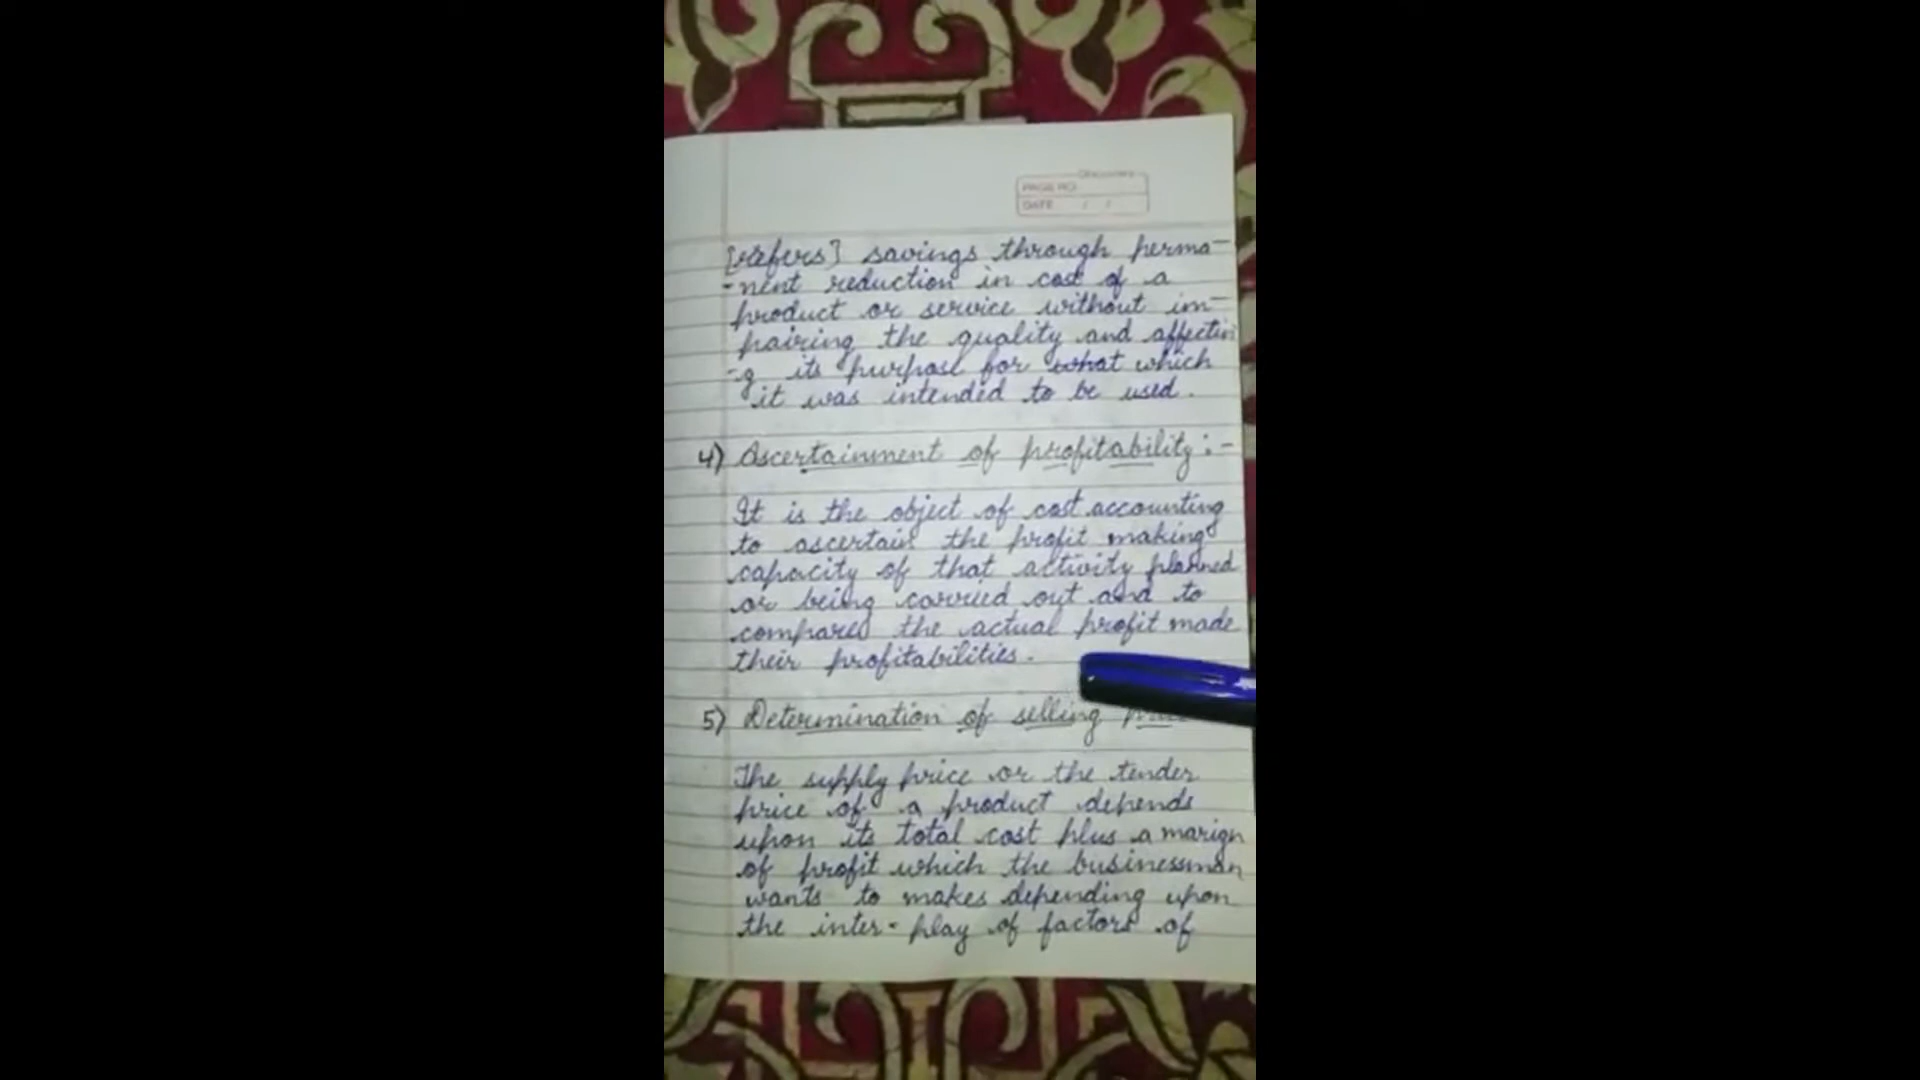 PAGE NO.
DATE / /
[refers] savings through perma-
-nent reduction in cost of a
product or service without im-
pairing the quality and affectin
-g its purpose for what which
it was intended to be used.
4) Ascertainment of profitability :-
It is the object of cost accounting
to ascertain the profit making
capacity of that activity planned
or being carried out and to
compared the actual profit made
their profitabilities.
5) Determination of selling
The supply price or the tender
price of a product depends
upon its total cost plus a marign
of profit which the businessman
wants to makes depending upon
the inter-play of factors of